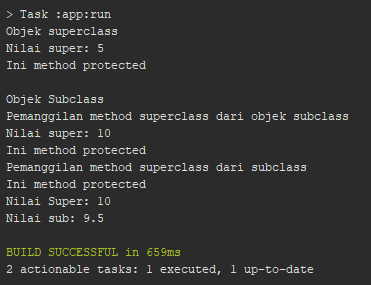 > Task :app:run
Objek superclass
Nilai super: 5
Ini method protected
Objek Subclass
Pemanggilan method superclass dari objek subclass
Nilai super: 10
Ini method protected
Pemanggilan method superclass dari subclass
Ini method protected
Nilai Super: 10
Nilai sub: 9.5
BUILD SUCCESSFUL in 659ms
2 actionable tasks: 1 executed, 1 up-to-date